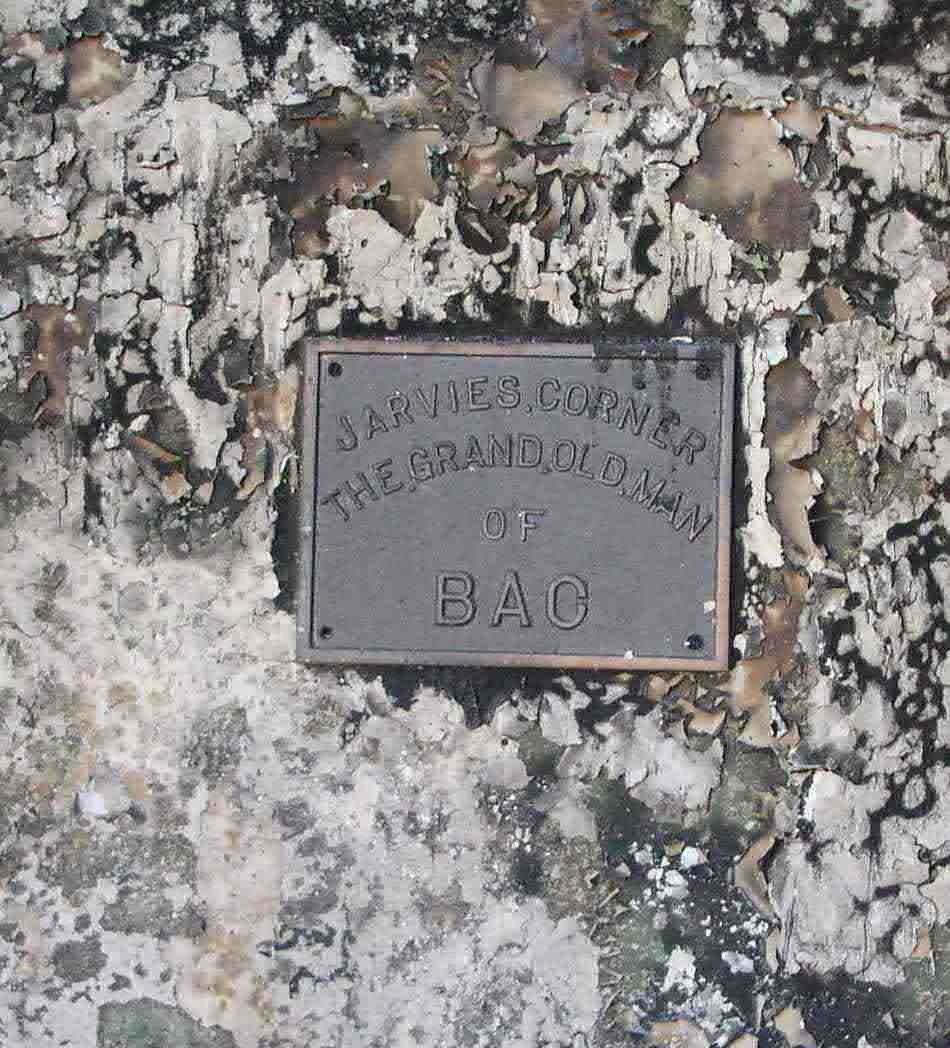 JARVIES.CORNER
THE.GRAND.OLD.MAN
OF
BAC